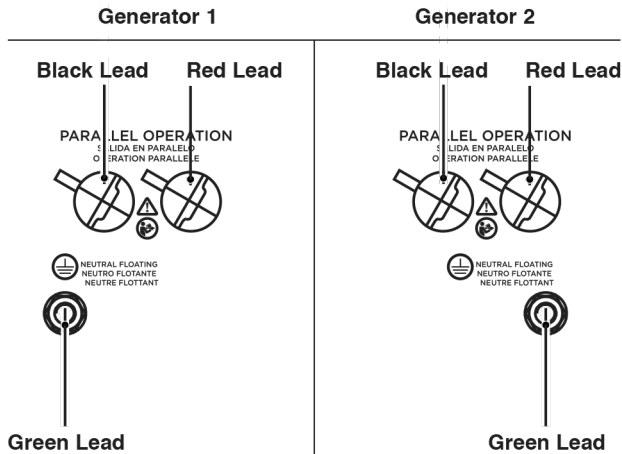 Generator 1
Generator 2
Black Lead
Red Lead
PARALLEL OPERATION
SALIDA EN PARALELO
OPERATION PARALLELE
NEUTRAL FLOATING
NEUTRO FLOTANTE
NEUTRE FLOTTANT
Green Lead
Black Lead
Red Lead
PARALLEL OPERATION
SALIDA EN PARALELO
OPERATION PARALLELE
NEUTRAL FLOATING
NEUTRO FLOTANTE
NEUTRE FLOTTANT
Green Lead